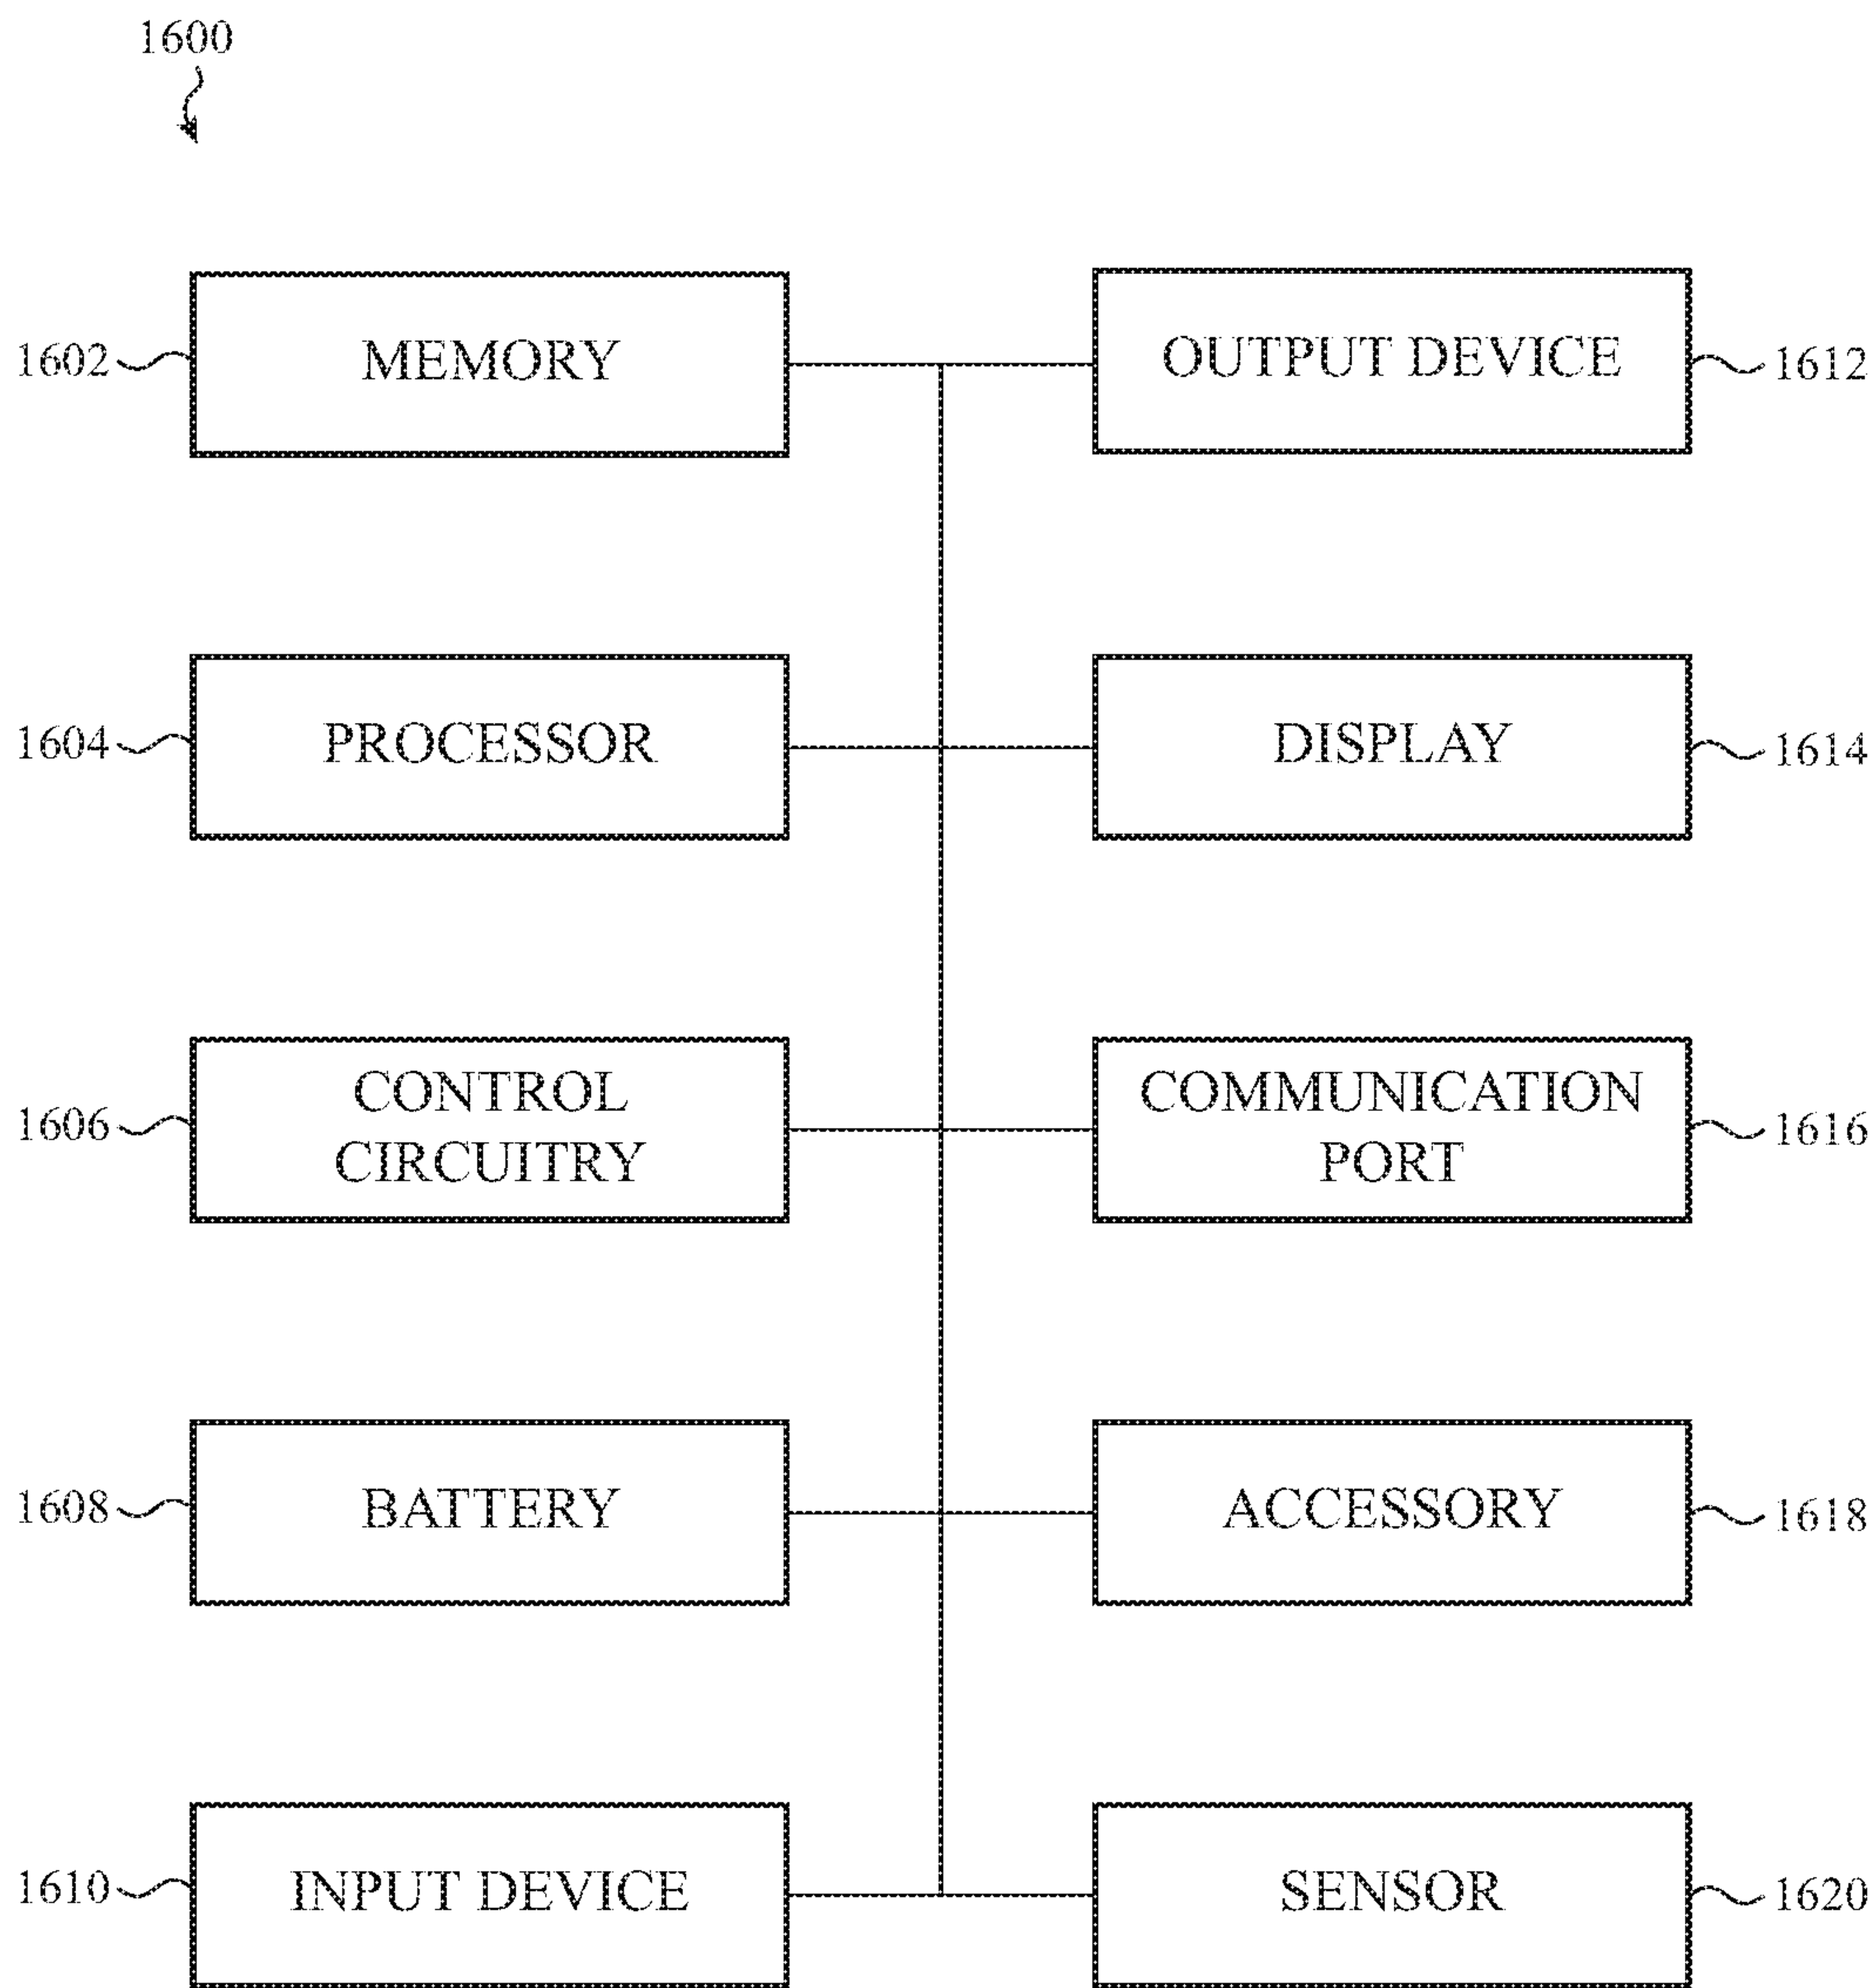 1600
1602 MEMORY OUTPUT DEVICE 1612
1604 PROCESSOR DISPLAY 1614
1606 CONTROL CIRCUITRY COMMUNICATION PORT 1616
1608 BATTERY ACCESSORY 1618
1610 INPUT DEVICE SENSOR 1620